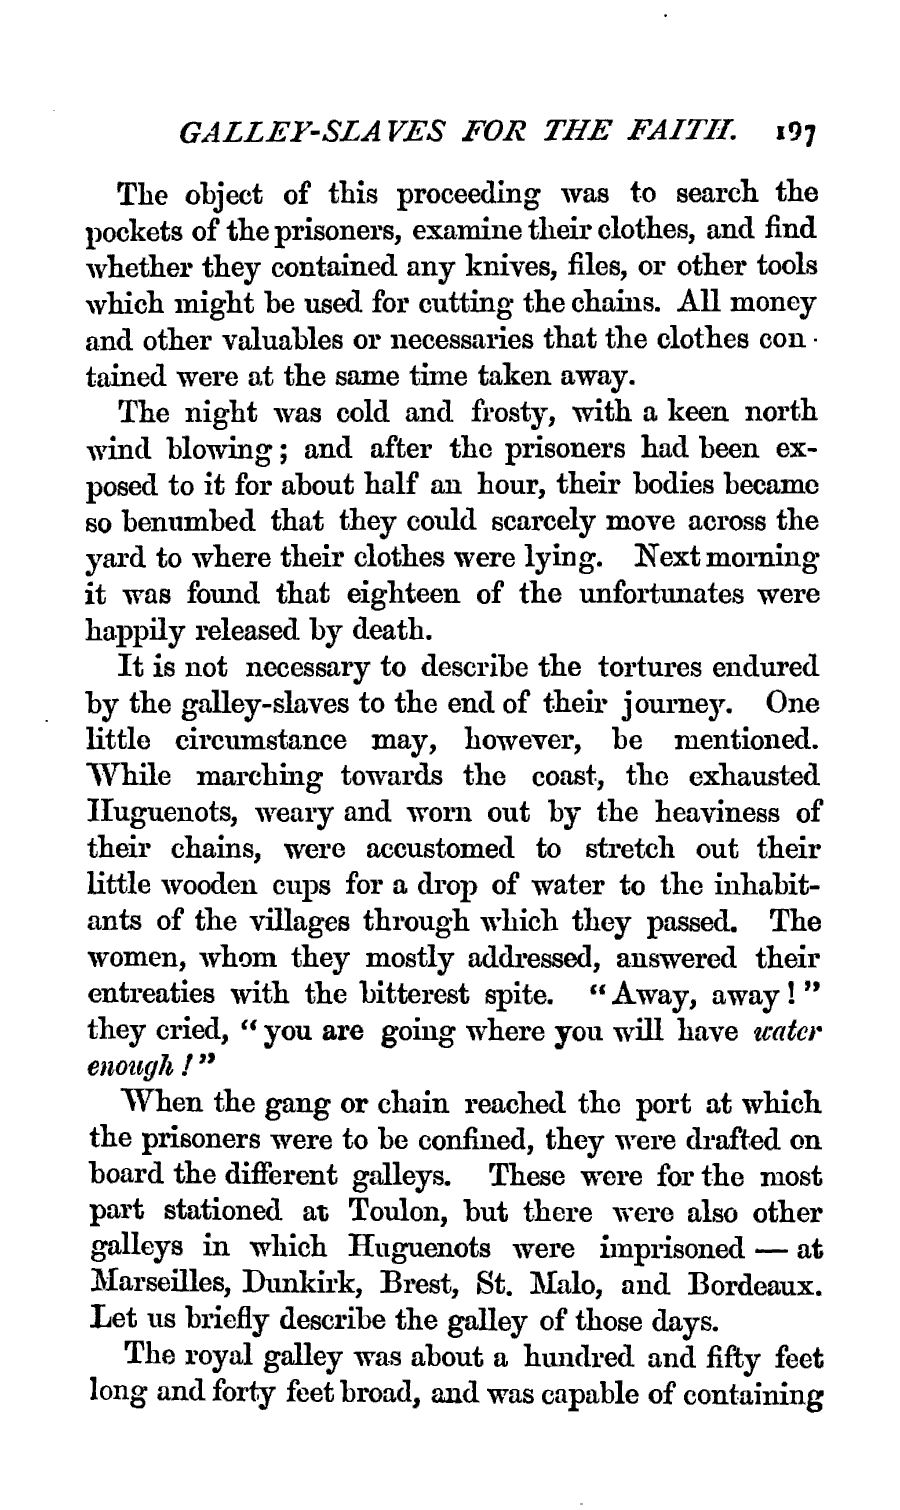 GALLEY-SLAVES FOR THE FAITH. 197
The object of this proceeding was to search the
pockets of the prisoners, examine their clothes, and find
whether they contained any knives, files, or other tools
which might be used for cutting the chains. All money
and other valuables or necessaries that the clothes con-
tained were at the same time taken away.
The night was cold and frosty, with a keen north
wind blowing; and after the prisoners had been ex-
posed to it for about half an hour, their bodies became
so benumbed that they could scarcely move across the
yard to where their clothes were lying. Next morning
it was found that eighteen of the unfortunates were
happily released by death.
It is not necessary to describe the tortures endured
by the galley-slaves to the end of their journey. One
little circumstance may, however, be mentioned.
While marching towards the coast, the exhausted
Huguenots, weary and worn out by the heaviness of
their chains, were accustomed to stretch out their
little wooden cups for a drop of water to the inhabit-
ants of the villages through which they passed. The
women, whom they mostly addressed, answered their
entreaties with the bitterest spite. "Away, away!"
they cried, "you are going where you will have water
enough!"
When the gang or chain reached the port at which
the prisoners were to be confined, they were drafted on
board the different galleys. These were for the most
part stationed at Toulon, but there were also other
galleys in which Huguenots were imprisoned — at
Marseilles, Dunkirk, Brest, St. Malo, and Bordeaux.
Let us briefly describe the galley of those days.
The royal galley was about a hundred and fifty feet
long and forty feet broad, and was capable of containing